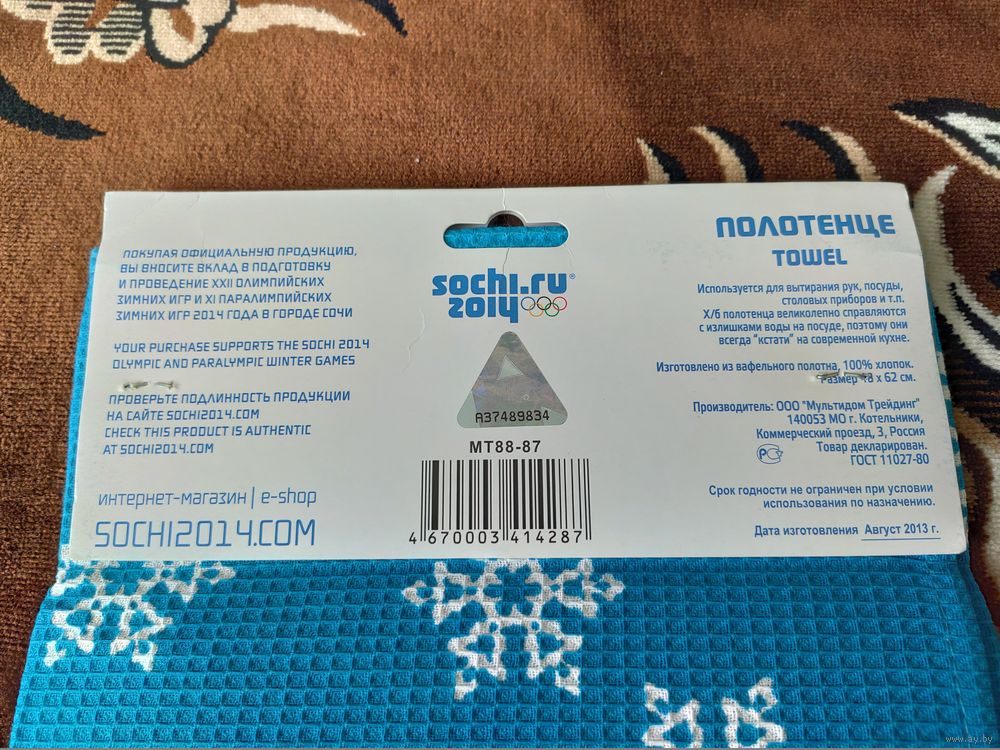 ПОКУПАЯ ОФИЦИАЛЬНУЮ ПРОДУКЦИЮ,
ВЫ ВНОСИТЕ ВКЛАД В ПОДГОТОВКУ
И ПРОВЕДЕНИЕ XXII ОЛИМПИЙСКИХ
ЗИМНИХ ИГР И XI ПАРАЛИМПИЙСКИХ
ЗИМНИХ ИГР 2014 ГОДА В ГОРОДЕ СОЧИ
YOUR PURCHASE SUPPORTS THE SOCHI 2014
OLYMPIC AND PARALYMPIC WINTER GAMES
ПРОВЕРЬТЕ ПОДЛИННОСТЬ ПРОДУКЦИИ
НА САЙТЕ SOCHI2014.COM
CHECK THIS PRODUCT IS AUTHENTIC
AT SOCHI2014.COM
интернет-магазин | e-shop
SOCHI2014.COM
sochi.ru®
2014
A37489834
МТ88-87
4 670003 414287
ПОЛОТЕНЦЕ
TOWEL
Используется для вытирания рук, посуды,
столовых приборов и т.п.
Х/б полотенца великолепно справляются
с излишками воды на посуде, поэтому они
всегда "кстати" на современной кухне.
Изготовлено из вафельного полотна, 100% хлопок.
Размер х 62 см.
Производитель: ООО "Мультидом Трейдинг"
140053 МО г. Котельники,
Коммерческий проезд, 3, Россия
Товар декларирован.
ГОСТ 11027-80
Срок годности не ограничен при условии
использования по назначению.
Дата изготовления Август 2013 г.
www.ay.by